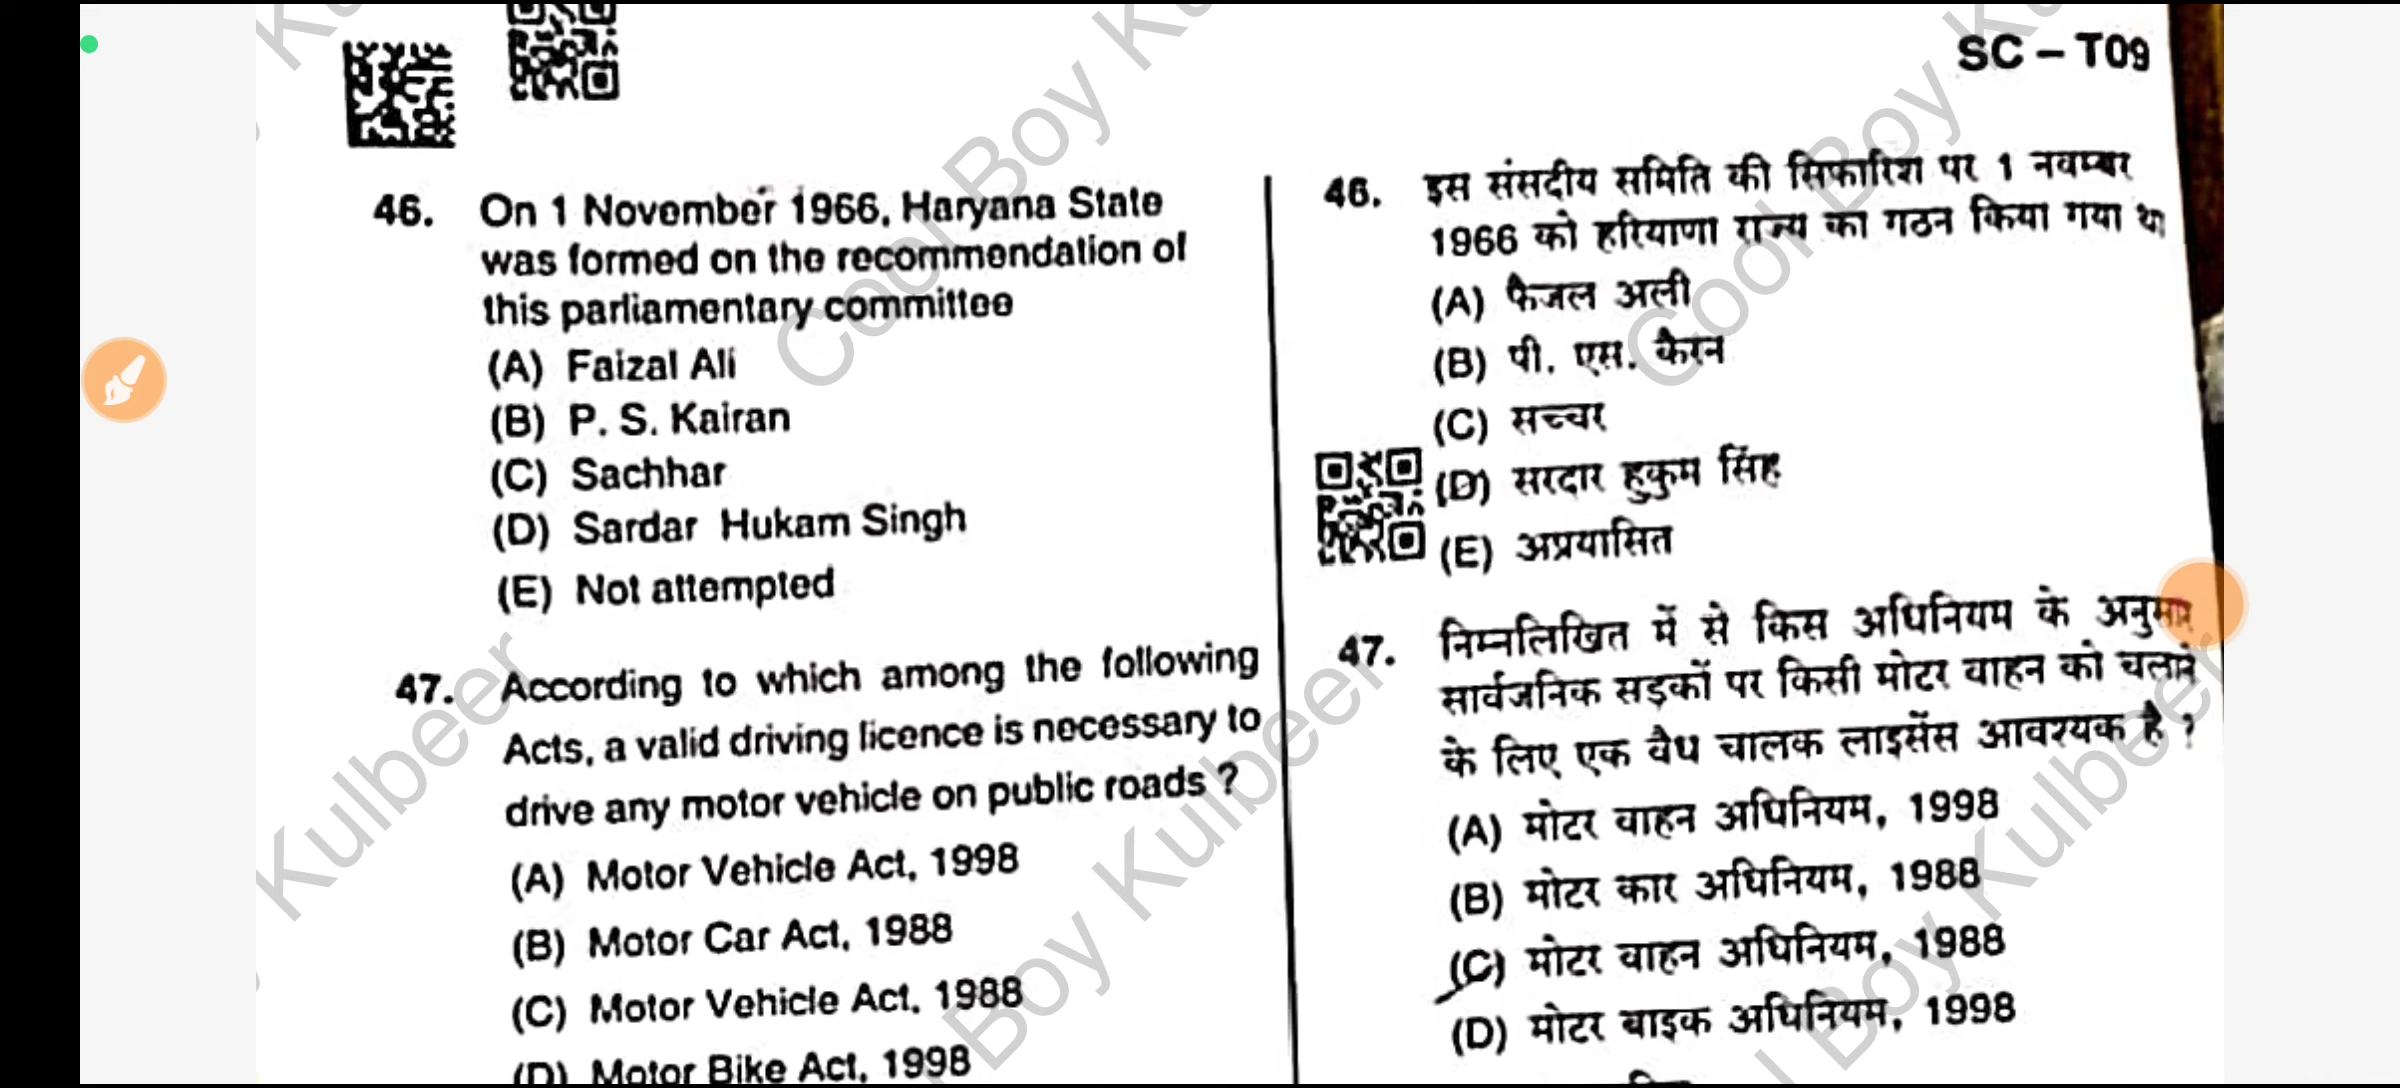 SC – T09
46. On 1 November 1966, Haryana State
was formed on the recommendation of
this parliamentary committee
(A) Faizal Ali
(B) P. S. Kairan
(C) Sachhar
(D) Sardar Hukam Singh
(E) Not attempted
47. According to which among the following
Acts, a valid driving licence is necessary to
drive any motor vehicle on public roads ?
(A) Motor Vehicle Act, 1998
(B) Motor Car Act, 1988
(C) Motor Vehicle Act, 1988
(D) Motor Bike Act, 1998
46. इस संसदीय समिति की सिफारिश पर 1 नवम्बर
1966 को हरियाणा राज्य का गठन किया गया था
(A) फैजल अली
(B) पी. एस. कैरन
(C) सच्चर
(D) सरदार हुकुम सिंह
(E) अप्रयासित
47. निम्नलिखित में से किस अधिनियम के
सार्वजनिक सड़कों पर किसी मोटर वाहन को चलाने
के लिए एक वैध चालक लाइसेंस आवश्यक है ?
(A) मोटर वाहन अधिनियम, 1998
(B) मोटर कार अधिनियम, 1988
(C) मोटर वाहन अधिनियम, 1988
(D) मोटर बाइक अधिनियम, 1998
Cool Boy Kulbeer